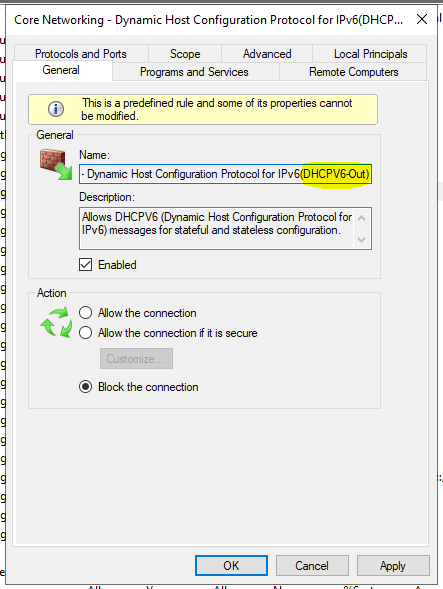 Core Networking - Dynamic Host Configuration Protocol for IPv6(DHCP...
Protocols and Ports
Scope
Advanced
Local Principals
General
Programs and Services
Remote Computers
This is a predefined rule and some of its properties cannot
be modified.
General
Name:
- Dynamic Host Configuration Protocol for IPv6(DHCPV6-Out)
Description:
Allows DHCPV6 (Dynamic Host Configuration Protocol for
IPv6) messages for stateful and stateless configuration.
Enabled
Action
Allow the connection
Allow the connection if it is secure
Customize...
Block the connection
OK
Cancel
Apply